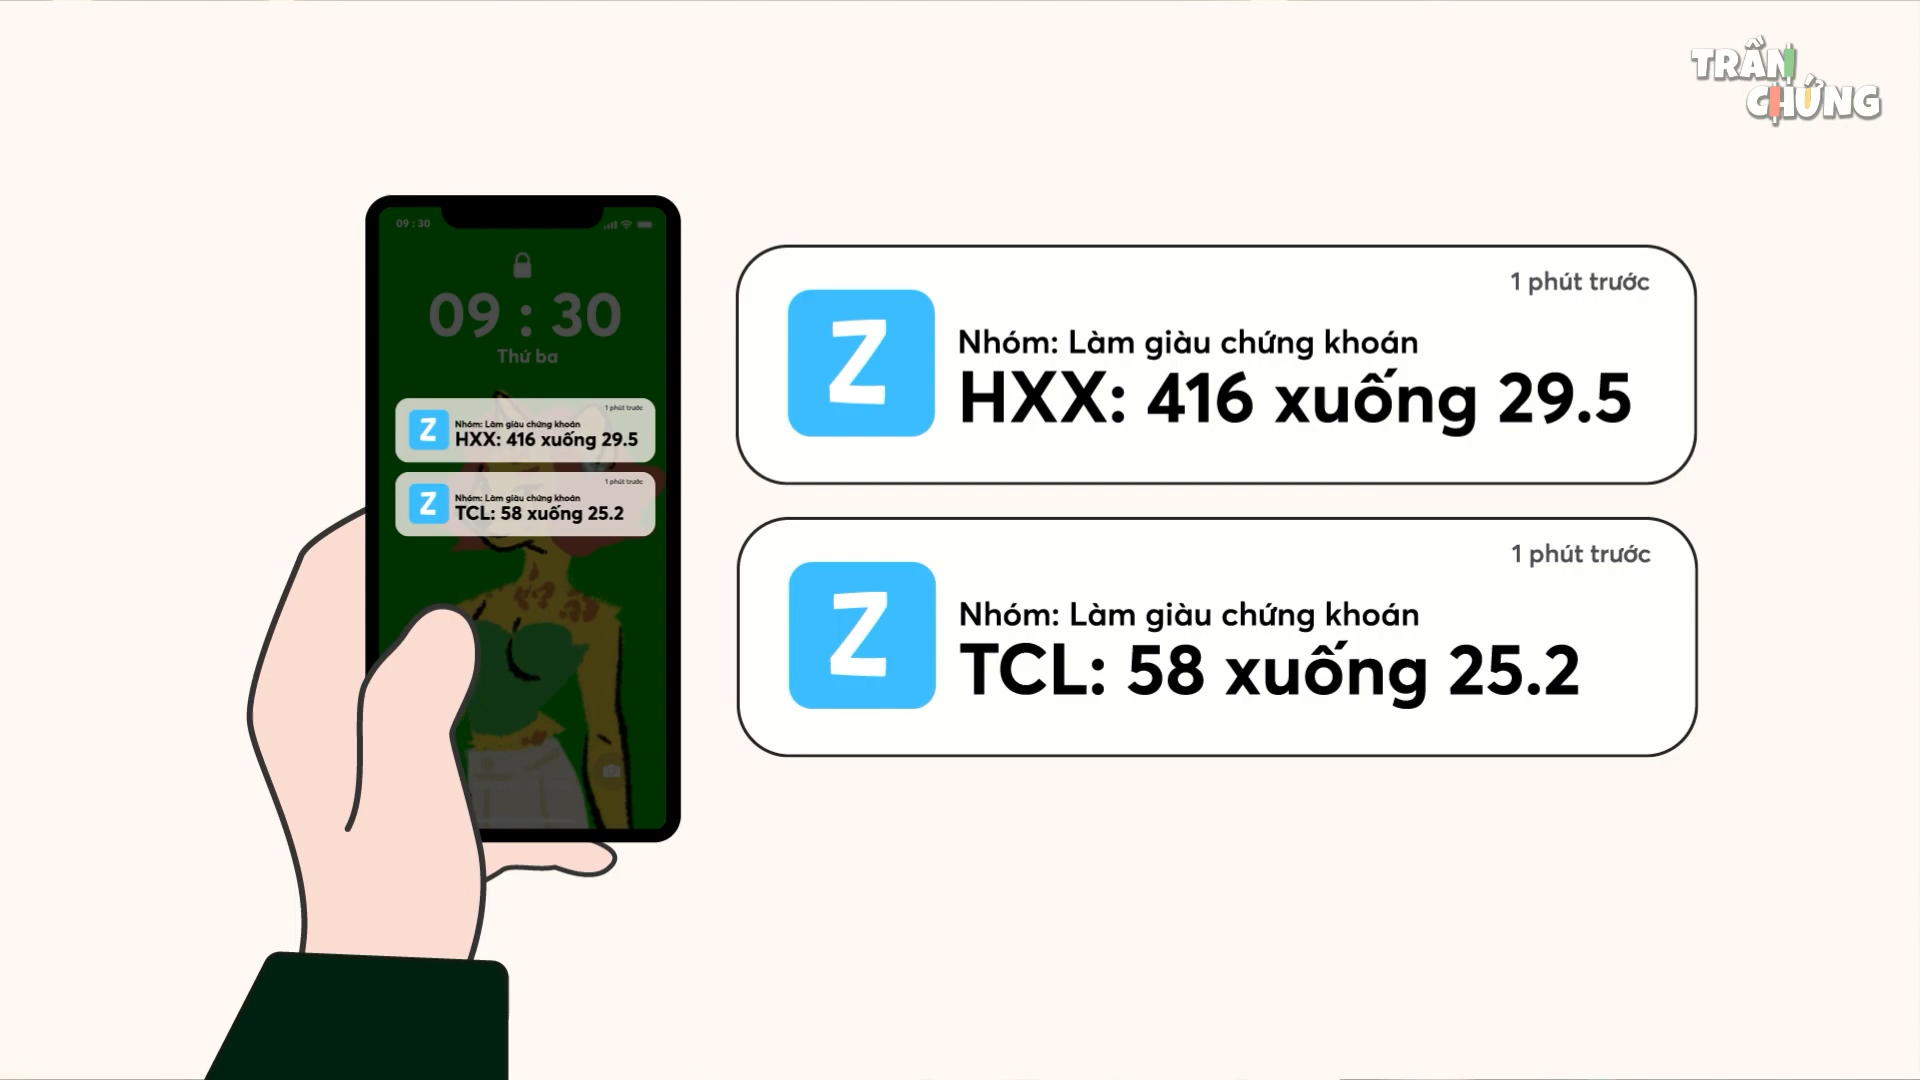 TRẦN
CHỨNG
09 : 30
09 : 30
Thứ ba
1 phút trước
Z
Nhóm: Làm giàu chứng khoán
HXX: 416 xuống 29.5
1 phút trước
Z
Nhóm: Làm giàu chứng khoán
TCL: 58 xuống 25.2
1 phút trước
Z
Nhóm: Làm giàu chứng khoán
HXX: 416 xuống 29.5
1 phút trước
Z
Nhóm: Làm giàu chứng khoán
TCL: 58 xuống 25.2